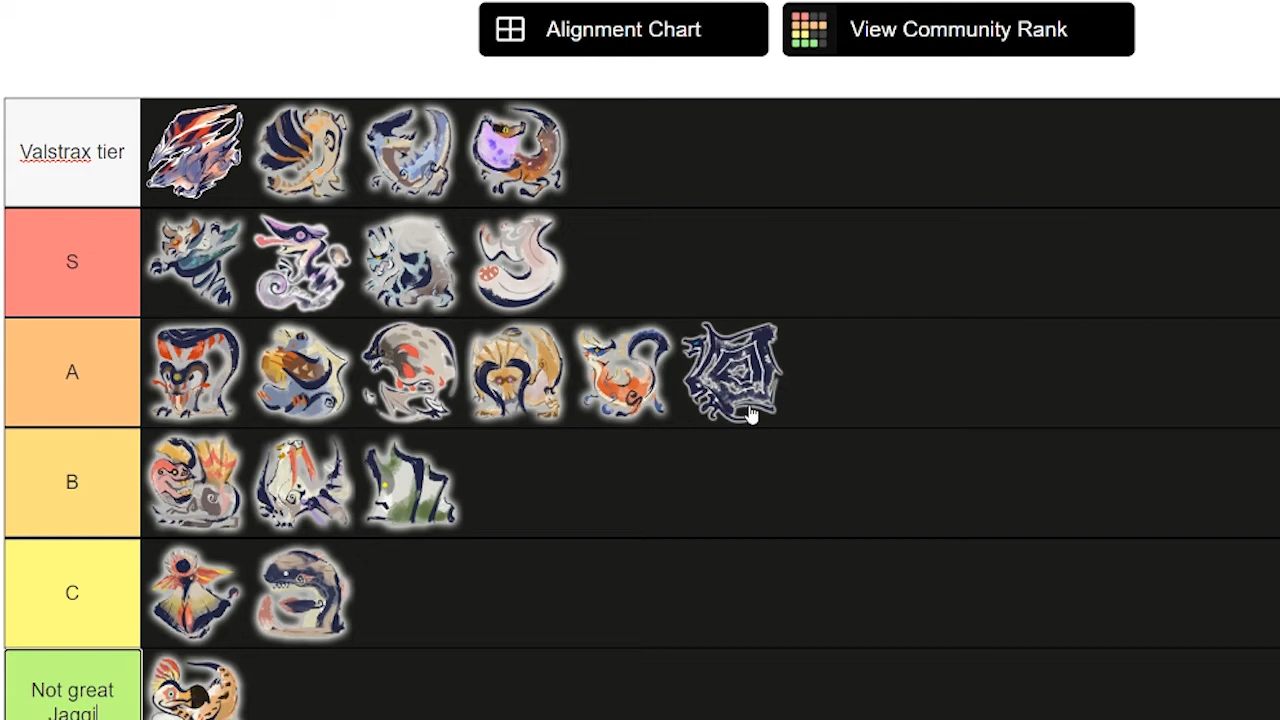 Alignment Chart
View Community Rank
Valstrax tier
S
A
B
C
Not great
Jaggi